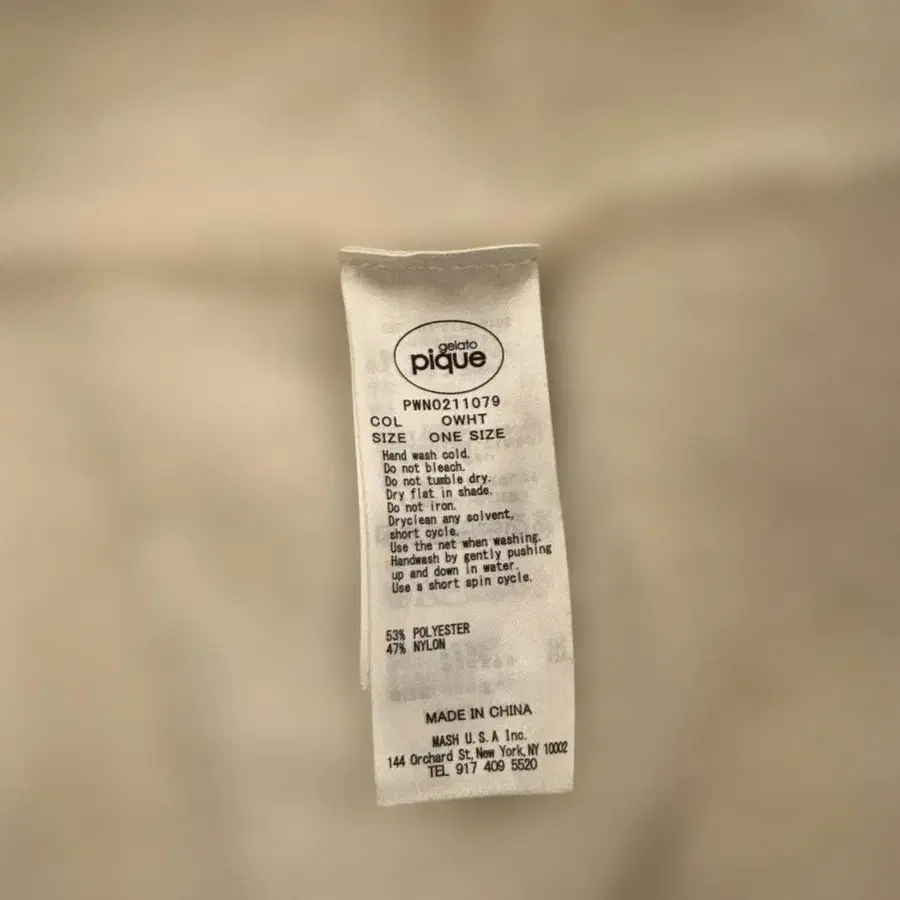 gelato
pique
PWNO211079
COL OWHT
SIZE ONE SIZE
Hand wash cold.
Do not bleach.
Do not tumble dry.
Dry flat in shade.
Do not iron.
Dryclean any solvent,
short cycle.
Use the net when washing.
Handwash by gently pushing
up and down in water.
Use a short spin cycle.
53% POLYESTER
47% NYLON
MADE IN CHINA
MASH U.S.A Inc.
144 Orchard St, New York, NY 10002
TEL 917 409 5520